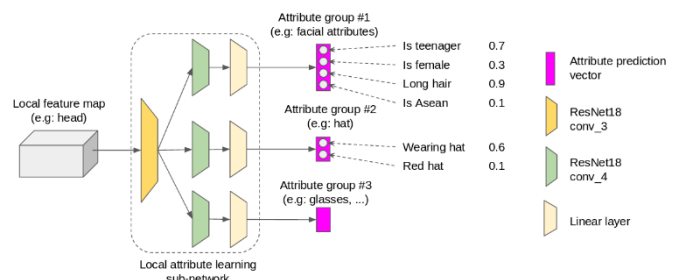 Attribute group #1
(e.g: facial attributes)
Is teenager 0.7
Is female 0.3
Long hair 0.9
Is Asean 0.1
Local feature map
(e.g: head)
Attribute group #2
(e.g: hat)
Wearing hat 0.6
Red hat 0.1
Attribute group #3
(e.g: glasses, ...)
Local attribute learning
sub-network
Attribute prediction
vector
ResNet18
conv_3
ResNet18
conv_4
Linear layer